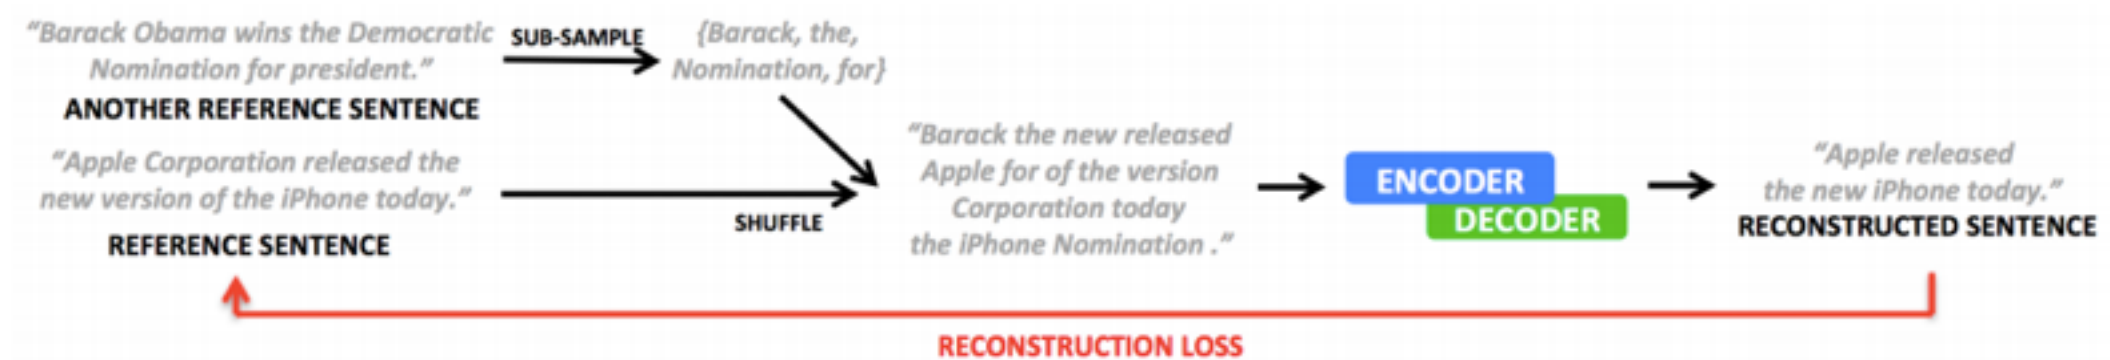 “Barack Obama wins the Democratic
Nomination for president.”
ANOTHER REFERENCE SENTENCE
SUB-SAMPLE
{Barack, the,
Nomination, for}
“Apple Corporation released the
new version of the iPhone today.”
REFERENCE SENTENCE
SHUFFLE
“Barack the new released
Apple for of the version
Corporation today
the iPhone Nomination .”
ENCODER
DECODER
“Apple released
the new iPhone today.”
RECONSTRUCTED SENTENCE
RECONSTRUCTION LOSS